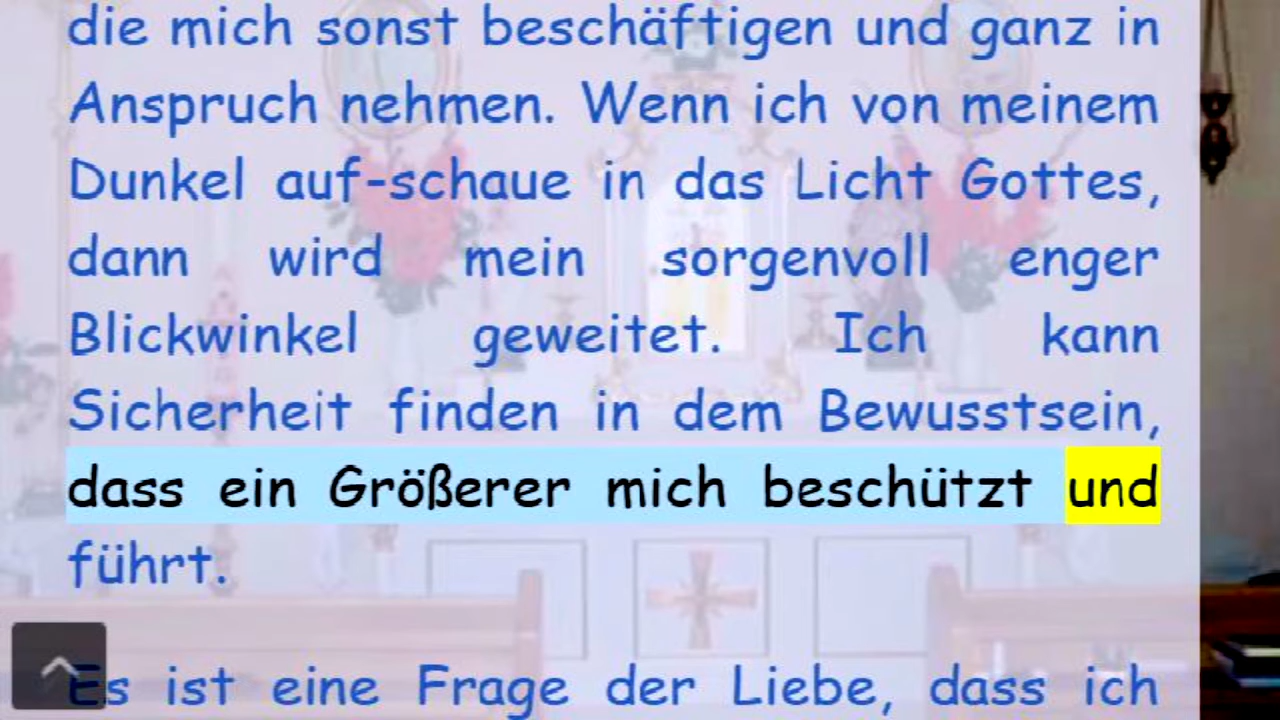 die mich sonst beschäftigen und ganz in
Anspruch nehmen. Wenn ich von meinem
Dunkel auf-schaue in das Licht Gottes,
dann wird mein sorgenvoll enger
Blickwinkel geweitet. Ich kann
Sicherheit finden in dem Bewusstsein,
dass ein Größerer mich beschützt und
führt.
Es ist eine Frage der Liebe, dass ich